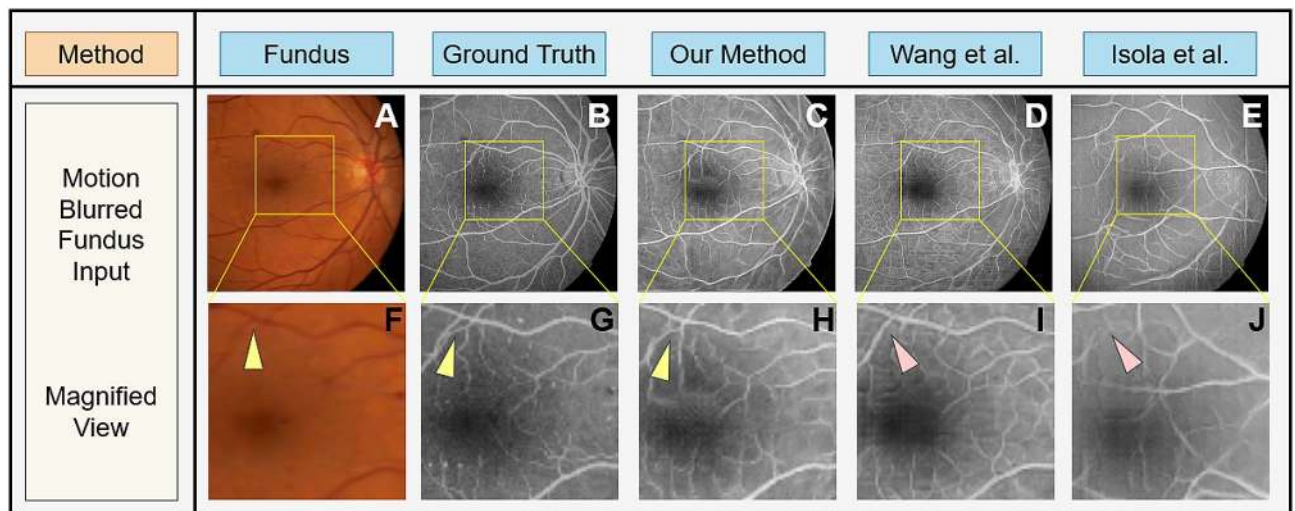 Method Fundus Ground Truth Our Method Wang et al. Isola et al.
A B C D E
Motion
Blurred
Fundus
Input
F G H I J
Magnified
View